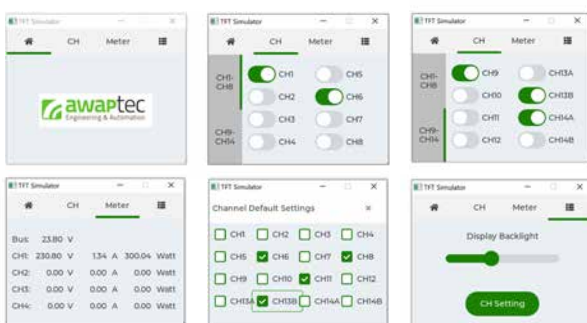 TFT Simulator
CH Meter
awaptec
Engineering & Automation
TFT Simulator
CH Meter
CH1-
CH8
CH9-
CH14
CH1 CH5
CH2 CH6
CH3 CH7
CH4 CH8
TFT Simulator
CH Meter
CH1-
CH8
CH9-
CH14
CH9 CH13A
CH10 CH13B
CH11 CH14A
CH12 CH14B
TFT Simulator
CH Meter
Bus: 23.80 V
CH1: 230.80 V 1.34 A 300.04 Watt
CH2: 0.00 V 0.00 A 0.00 Watt
CH3: 0.00 V 0.00 A 0.00 Watt
CH4: 0.00 V 0.00 A 0.00 Watt
TFT Simulator
Channel Default Settings
CH1 CH2 CH3 CH4
CH5 CH6 CH7 CH8
CH9 CH10 CH11 CH12
CH13A CH13B CH14A CH14B
TFT Simulator
CH Meter
Display Backlight
CH Setting